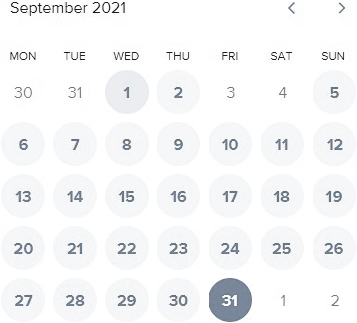 September 2021
MON TUE WED THU FRI SAT SUN
30 31 1 2 3 4 5
6 7 8 9 10 11 12
13 14 15 16 17 18 19
20 21 22 23 24 25 26
27 28 29 30 31 1 2